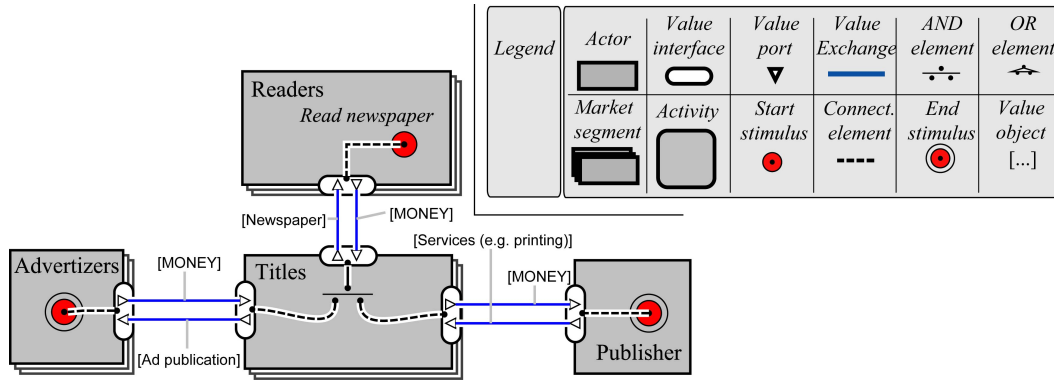 Legend
Actor
Value
interface
Value
port
Value
Exchange
AND
element
OR
element
Market
segment
Activity
Start
stimulus
Connect.
element
End
stimulus
Value
object
[...]
Readers
Read newspaper
[Newspaper]
[MONEY]
[Services (e.g. printing)]
Advertizers
[MONEY]
Titles
[MONEY]
[Ad publication]
Publisher